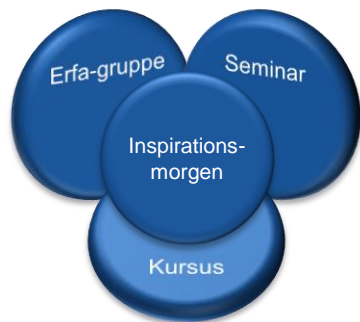 Erfa-gruppe
Seminar
Inspirations-
morgen
Kursus